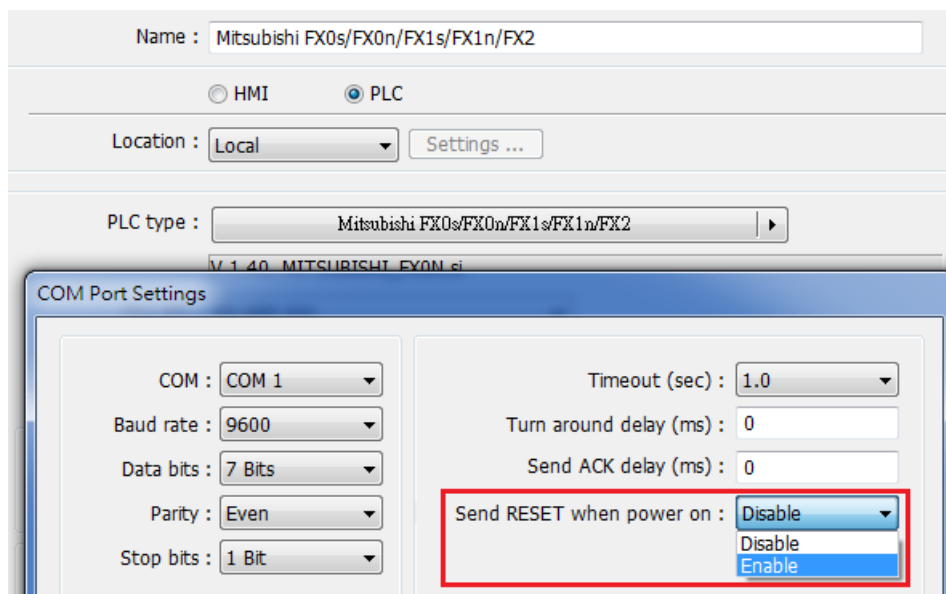 Name : Mitsubishi FX0s/FX0n/FX1s/FX1n/FX2
HMI PLC
Location : Local Settings ...
PLC type : Mitsubishi FX0s/FX0n/FX1s/FX1n/FX2
V.1.40, MITSUBISHI_FX0N.si
COM Port Settings
COM : COM 1
Baud rate : 9600
Data bits : 7 Bits
Parity : Even
Stop bits : 1 Bit
Timeout (sec) : 1.0
Turn around delay (ms) : 0
Send ACK delay (ms) : 0
Send RESET when power on : Disable
Disable
Enable